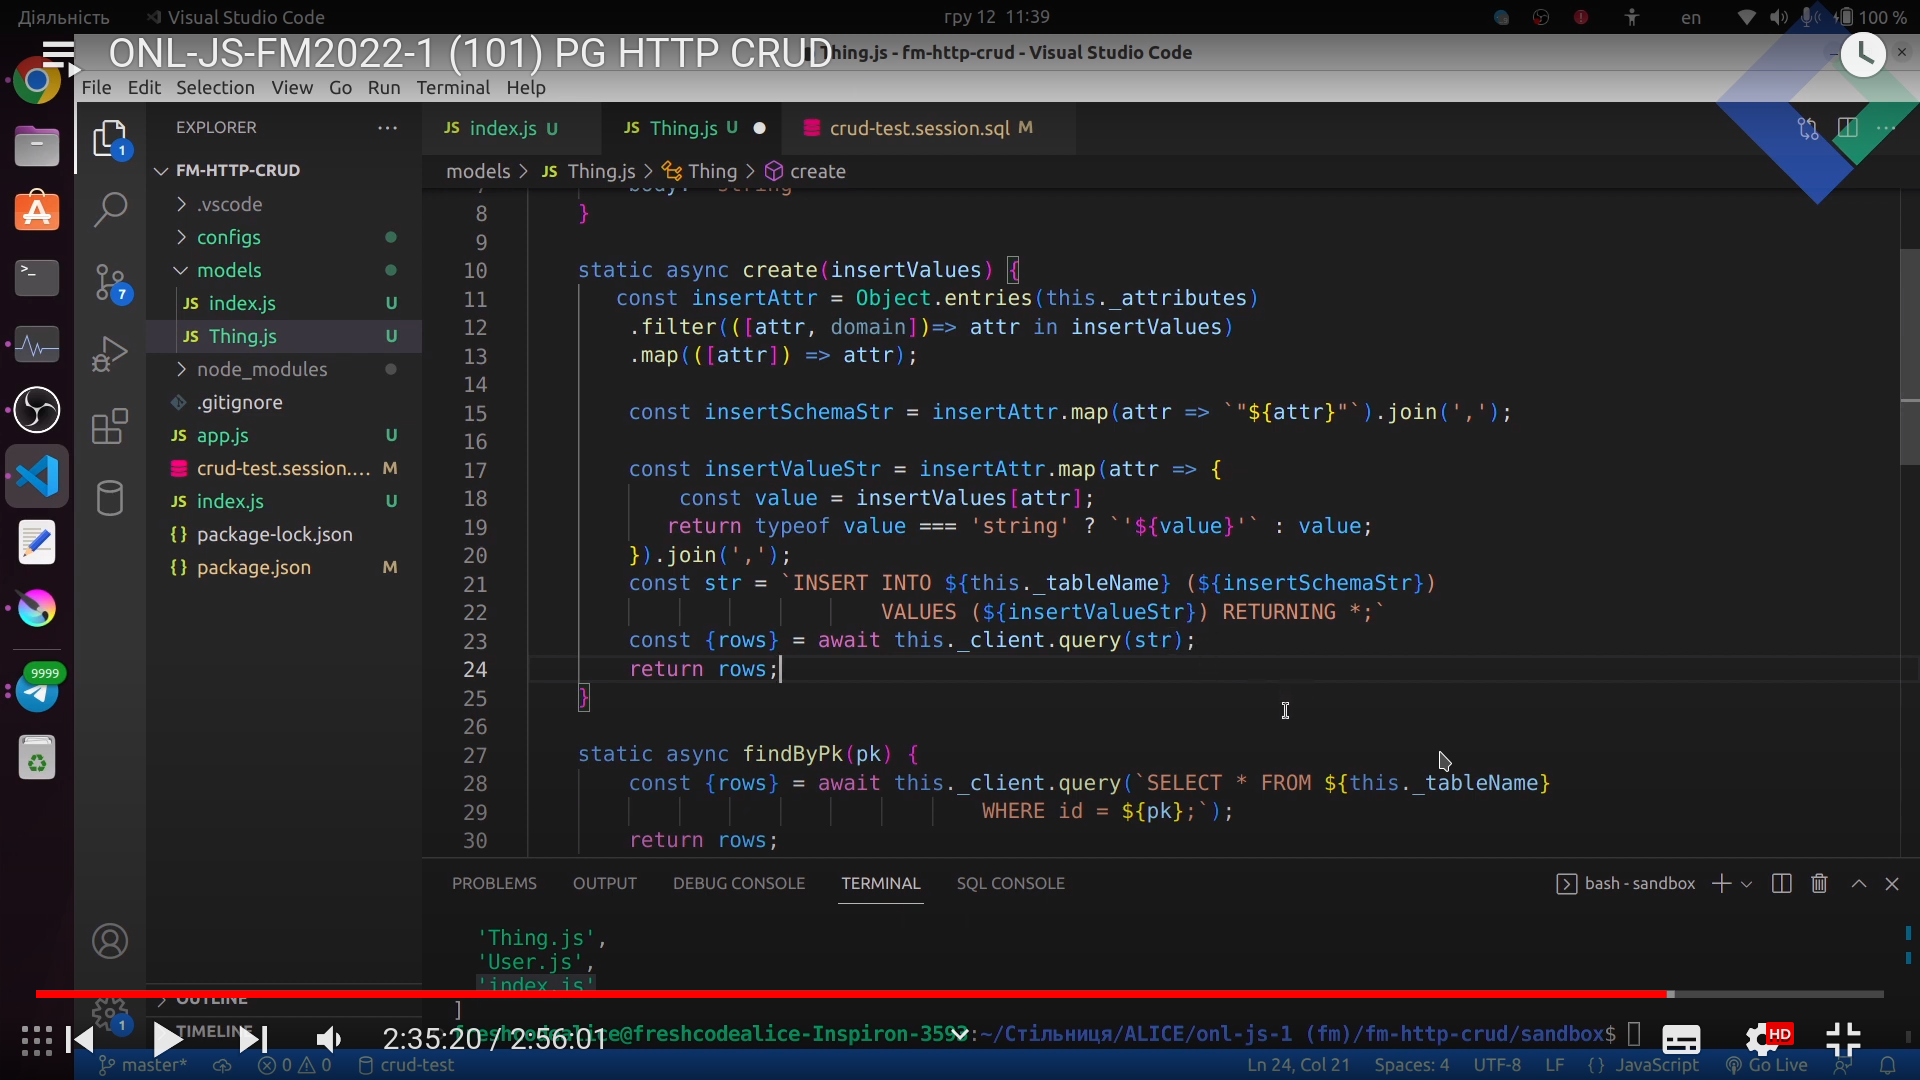 Діяльність
Visual Studio Code
гру 12 11:39
en
100 %
ONL-JS-FM2022-1 (101) PG HTTP CRUD
Thing.js - fm-http-crud - Visual Studio Code
File Edit Selection View Go Run Terminal Help
EXPLORER
JS index.js U
JS Thing.js U
crud-test.session.sql M
FM-HTTP-CRUD
models > JS Thing.js > Thing > create
.vscode
configs
models
JS index.js U
JS Thing.js U
node_modules
.gitignore
JS app.js U
crud-test.session.... M
JS index.js U
{} package-lock.json
{} package.json M
1
7
9999
8 }
9
10 static async create(insertValues) {
11 const insertAttr = Object.entries(this._attributes)
12 .filter(([attr, domain])=> attr in insertValues)
13 .map(([attr]) => attr);
14
15 const insertSchemaStr = insertAttr.map(attr => `"${attr}"`).join(',');
16
17 const insertValueStr = insertAttr.map(attr => {
18 const value = insertValues[attr];
19 return typeof value === 'string' ? `'${value}'` : value;
20 }).join(',');
21 const str = `INSERT INTO ${this._tableName} (${insertSchemaStr})
22 VALUES (${insertValueStr}) RETURNING *;`
23 const {rows} = await this._client.query(str);
24 return rows;
25 }
26
27 static async findByPk(pk) {
28 const {rows} = await this._client.query(`SELECT * FROM ${this._tableName}
29 WHERE id = ${pk};`);
30 return rows;
PROBLEMS OUTPUT DEBUG CONSOLE TERMINAL SQL CONSOLE
bash - sandbox
'Thing.js',
'User.js',
'index.js'
]
freshcodealice@freshcodealice-Inspiron-3593:~/Стільниця/ALICE/onl-js-1 (fm)/fm-http-crud/sandbox$
OUTLINE
TIMELINE
1
2:35:20 / 2:56:01
HD
master*
0 0
crud-test
Ln 24, Col 21 Spaces: 4 UTF-8 LF {} JavaScript Go Live